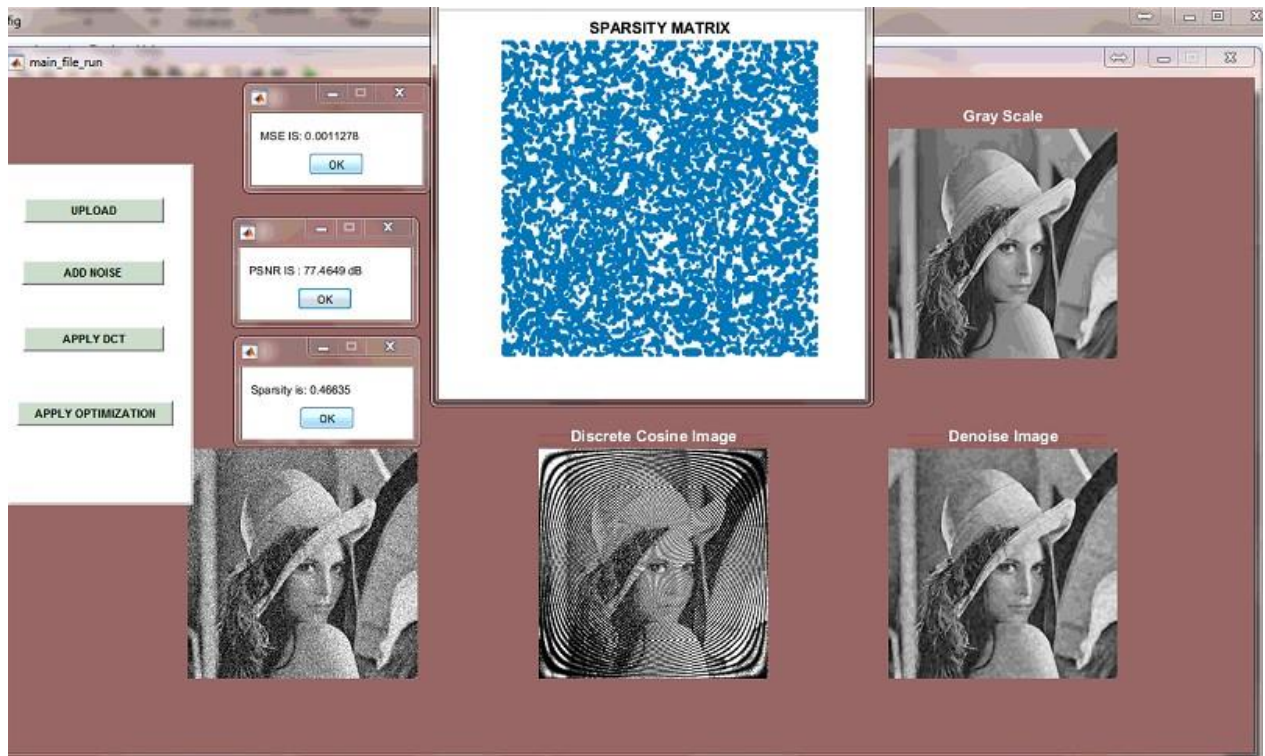 fig
SPARSITY MATRIX
main_file_run
MSE IS: 0.0011278
OK
Gray Scale
UPLOAD
ADD NOISE
PSNR IS : 77.4649 dB
OK
APPLY DCT
Sparsity is: 0.46635
OK
APPLY OPTIMIZATION
Discrete Cosine Image
Denoise Image